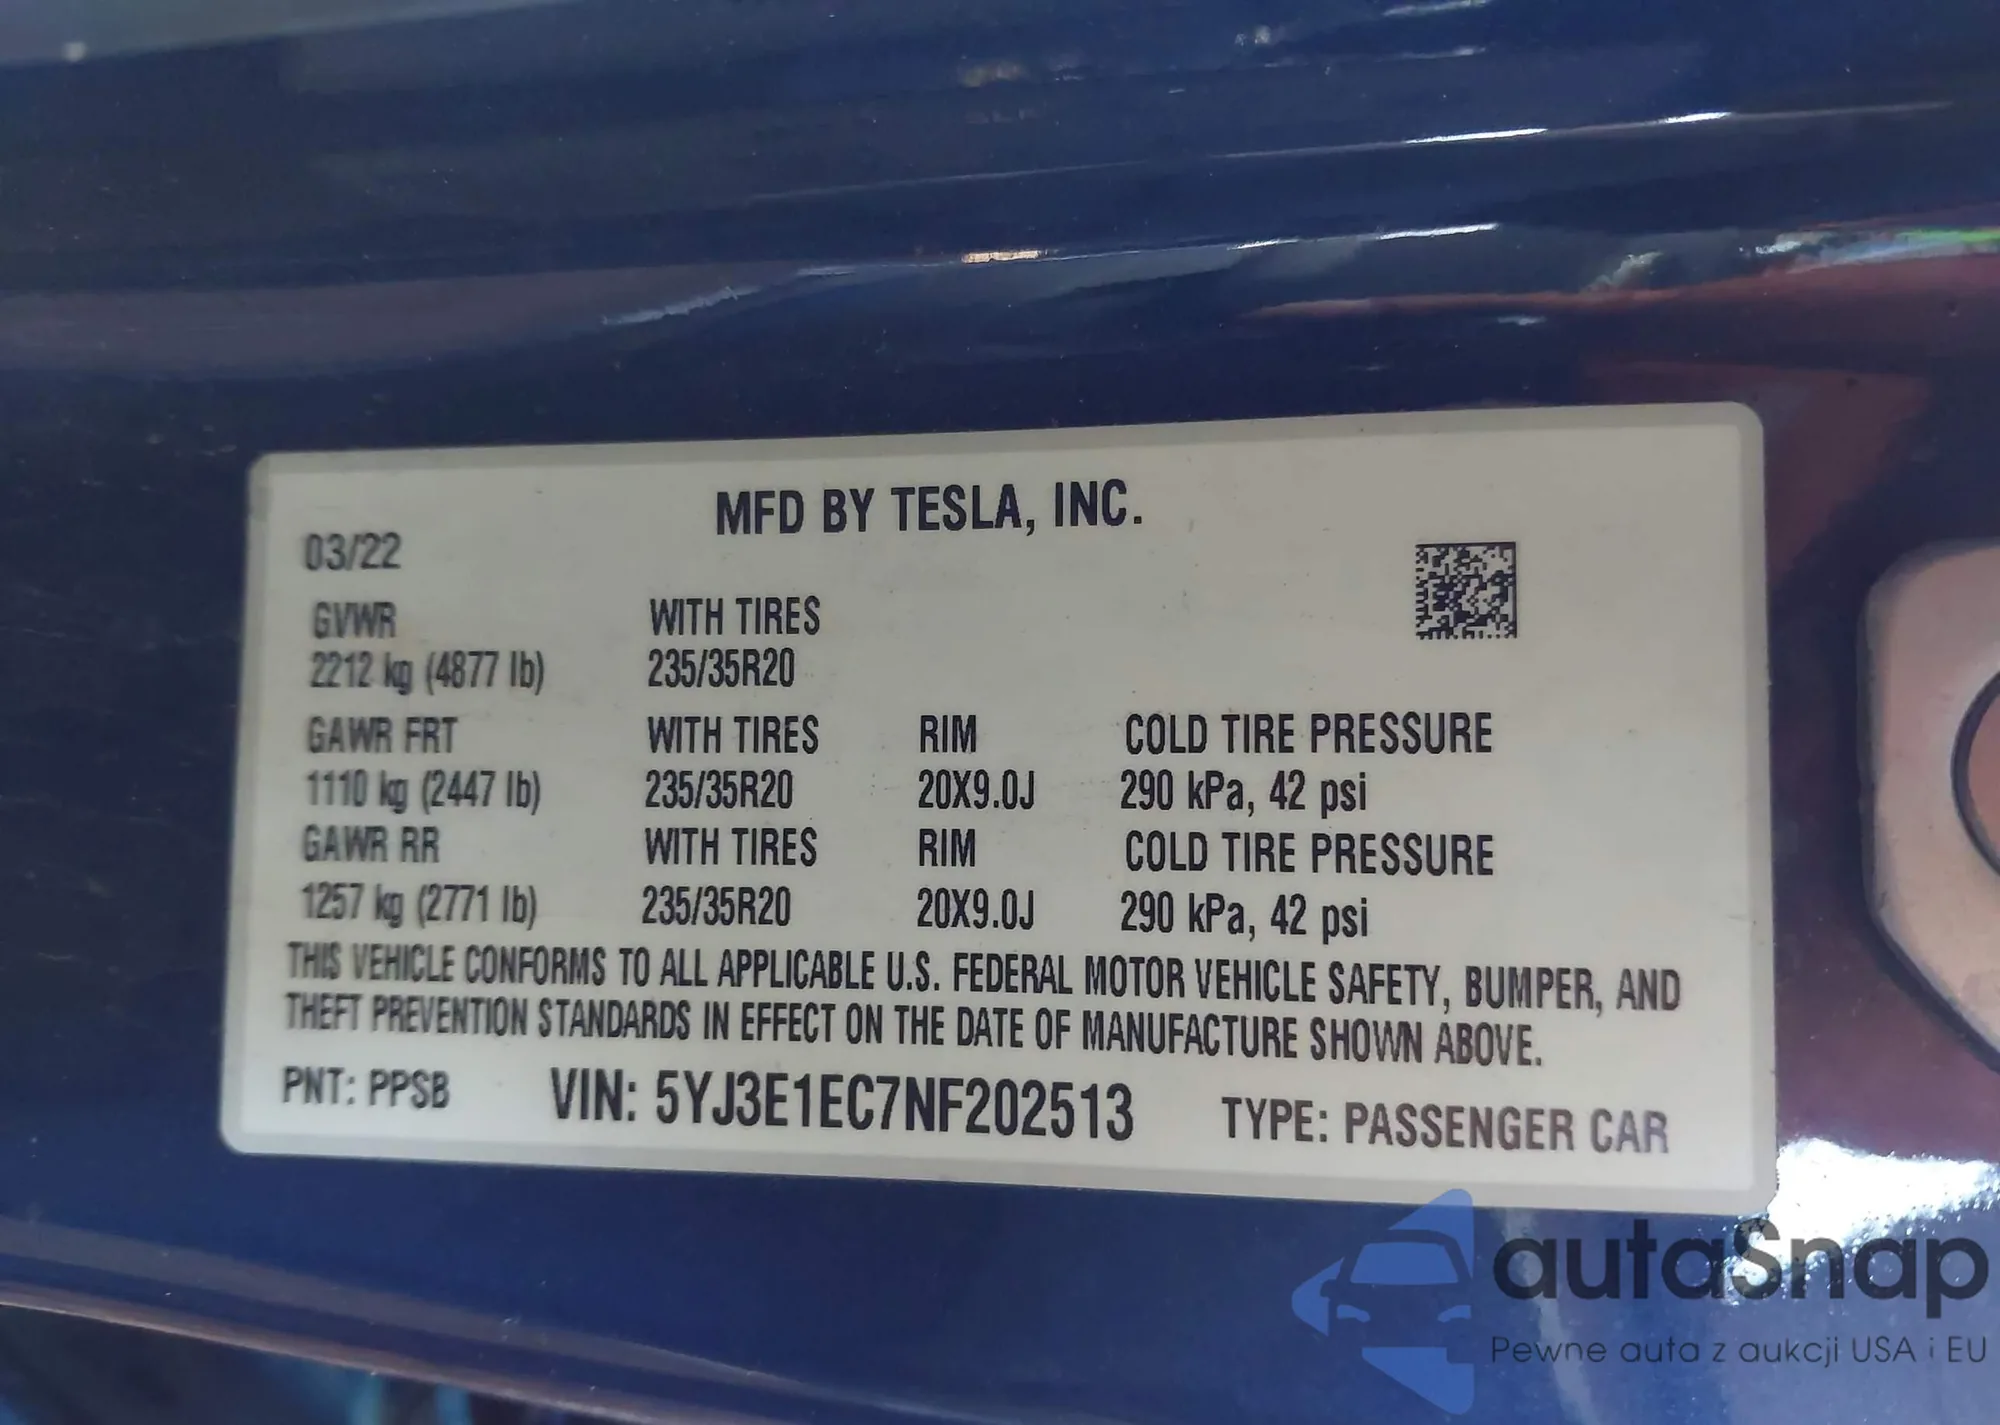 MFD BY TESLA, INC.
03/22
GVWR WITH TIRES
2212 kg (4877 lb) 235/35R20
GAWR FRT WITH TIRES RIM COLD TIRE PRESSURE
1110 kg (2447 lb) 235/35R20 20X9.0J 290 kPa, 42 psi
GAWR RR WITH TIRES RIM COLD TIRE PRESSURE
1257 kg (2771 lb) 235/35R20 20X9.0J 290 kPa, 42 psi
THIS VEHICLE CONFORMS TO ALL APPLICABLE U.S. FEDERAL MOTOR VEHICLE SAFETY, BUMPER, AND
THEFT PREVENTION STANDARDS IN EFFECT ON THE DATE OF MANUFACTURE SHOWN ABOVE.
PNT: PPSB VIN: 5YJ3E1EC7NF202513 TYPE: PASSENGER CAR
autaSnap
Pewne auta z aukcji USA i EU